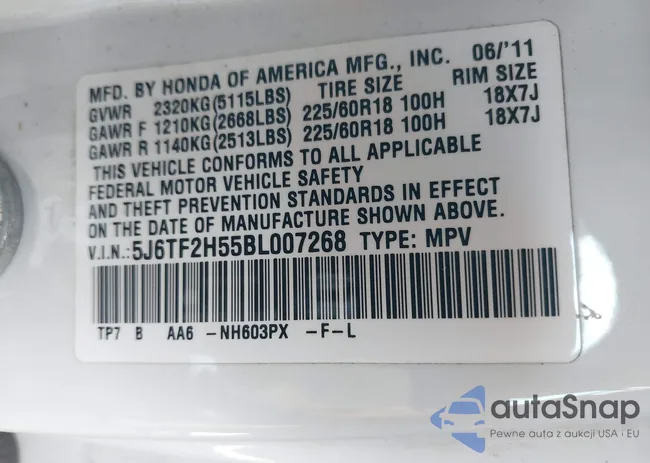 MFD. BY HONDA OF AMERICA MFG., INC. 06/'11
GVWR 2320KG(5115LBS) TIRE SIZE RIM SIZE
GAWR F 1210KG(2668LBS) 225/60R18 100H 18X7J
GAWR R 1140KG(2513LBS) 225/60R18 100H 18X7J
THIS VEHICLE CONFORMS TO ALL APPLICABLE
FEDERAL MOTOR VEHICLE SAFETY
AND THEFT PREVENTION STANDARDS IN EFFECT
ON THE DATE OF MANUFACTURE SHOWN ABOVE.
V.I.N.:5J6TF2H55BL007268 TYPE: MPV
TP7 B AA6 -NH603PX -F-L
autaSnap
Pewne auta z aukcji USA i EU